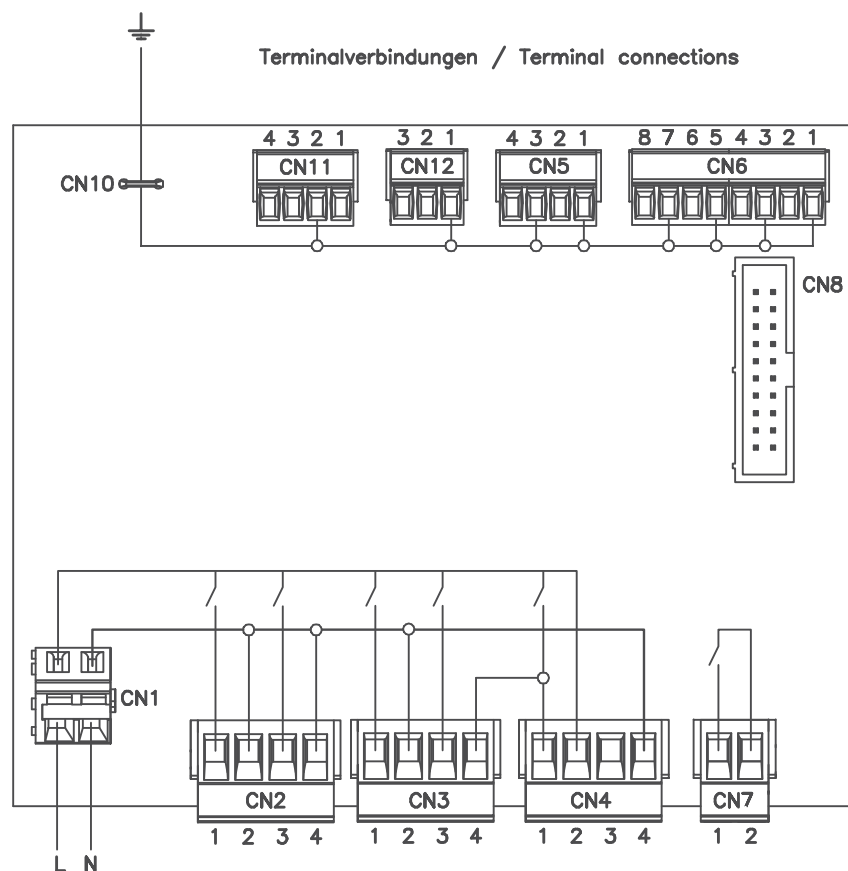 Terminalverbindungen / Terminal connections
4 3 2 1
3 2 1
4 3 2 1
8 7 6 5 4 3 2 1
CN11
CN12
CN5
CN6
CN10
CN8
CN1
CN2
CN3
CN4
CN7
1 2 3 4
1 2 3 4
1 2 3 4
1 2
L N